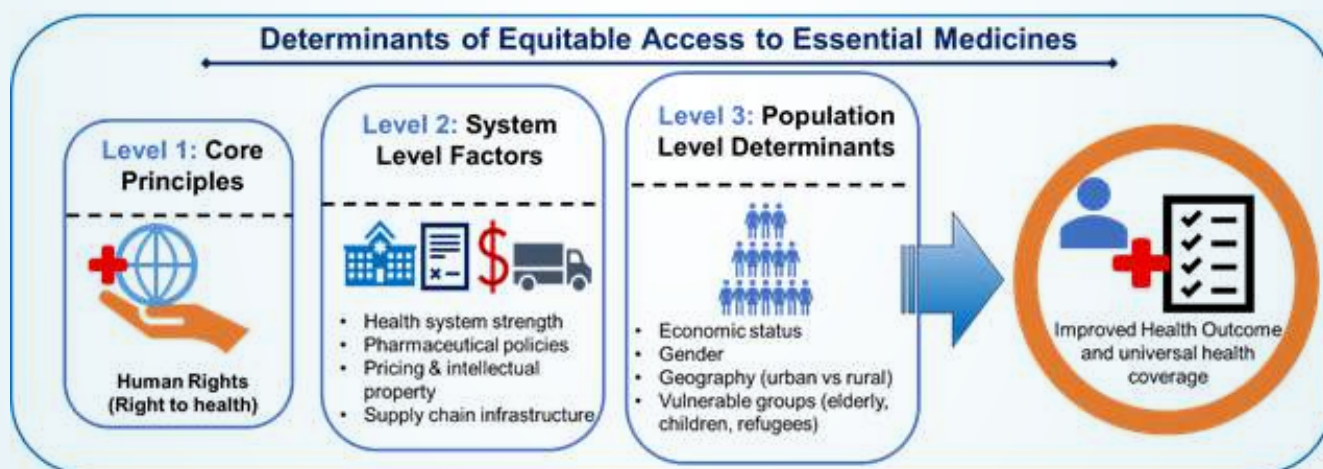 Determinants of Equitable Access to Essential Medicines
Level 1: Core
Principles
Human Rights
(Right to health)
Level 2: System
Level Factors
• Health system strength
• Pharmaceutical policies
• Pricing & intellectual
property
• Supply chain infrastructure
Level 3: Population
Level Determinants
• Economic status
• Gender
• Geography (urban vs rural)
• Vulnerable groups (elderly,
children, refugees)
Improved Health Outcome
and universal health
coverage